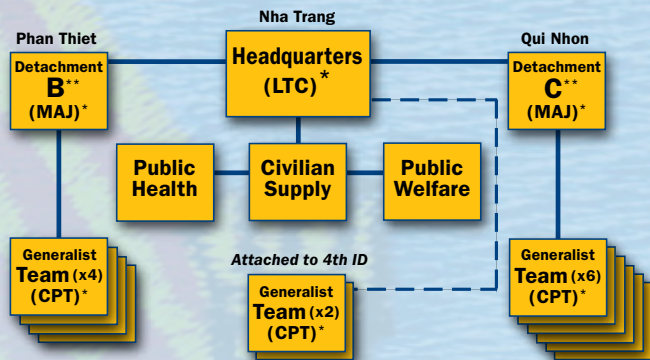 Nha Trang
Phan Thiet
Qui Nhon
Headquarters
(LTC)*
Detachment
B**
(MAJ)*
Detachment
C**
(MAJ)*
Public
Health
Civilian
Supply
Public
Welfare
Generalist
Team (x4)
(CPT)*
Attached to 4th ID
Generalist
Team (x2)
(CPT)*
Generalist
Team (x6)
(CPT)*